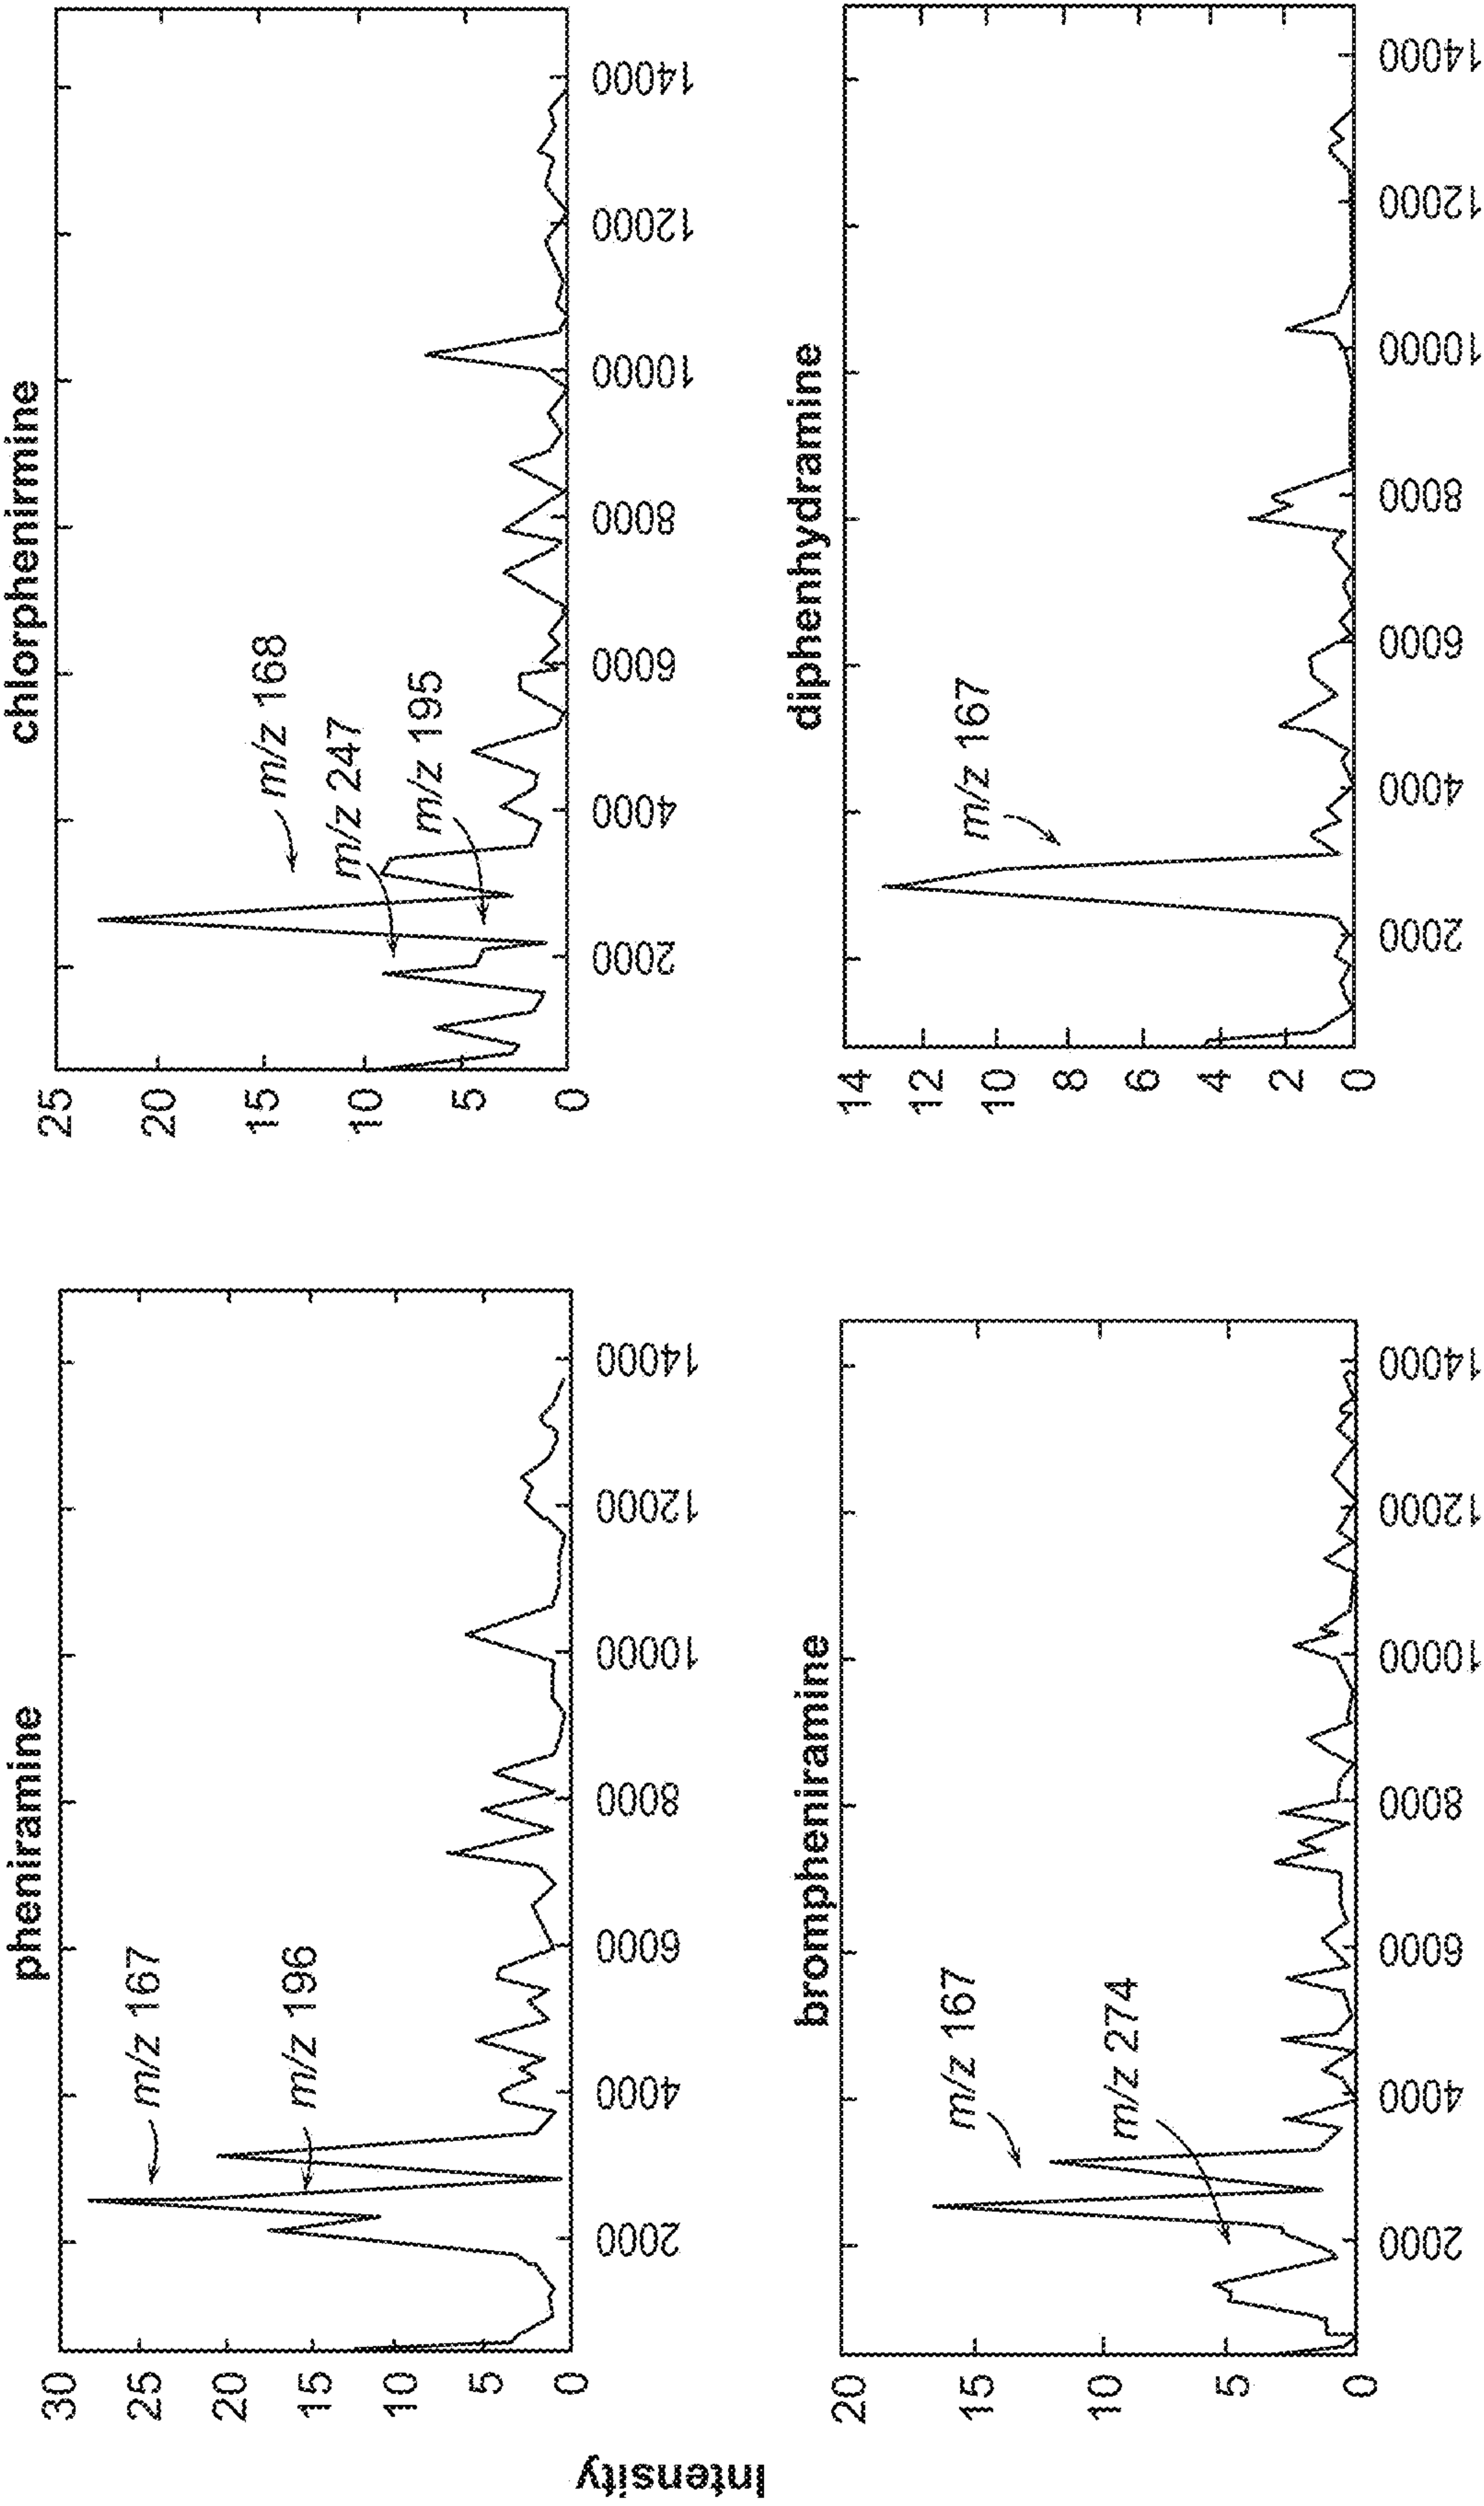 pheniramine
30
25
20
15
10
5
0
m/z 167
m/z 196
2000 4000 6000 8000 10000 12000 14000
chlorphenirmine
25
20
15
10
5
0
m/z 168
m/z 247
m/z 195
2000 4000 6000 8000 10000 12000 14000
Intensity
brompheniramine
20
15
10
5
0
m/z 167
m/z 274
2000 4000 6000 8000 10000 12000 14000
diphenhydramine
14
12
10
8
6
4
2
0
m/z 167
2000 4000 6000 8000 10000 12000 14000